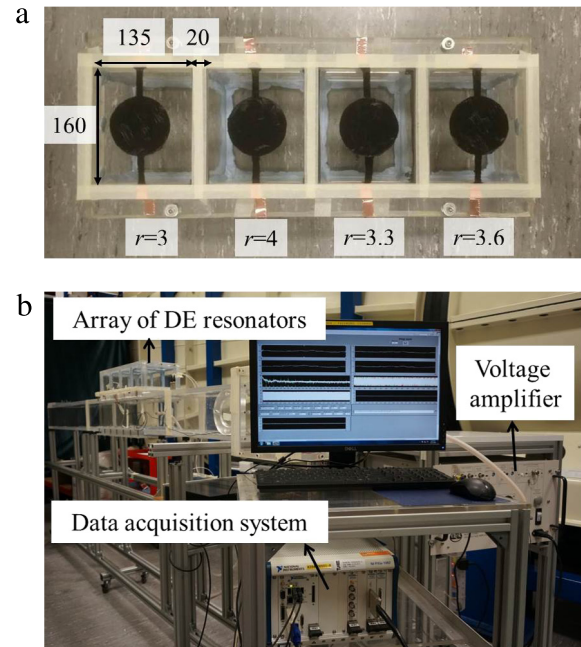 a
135
20
160
r=3
r=4
r=3.3
r=3.6
b
Array of DE resonators
Voltage
amplifier
Data acquisition system